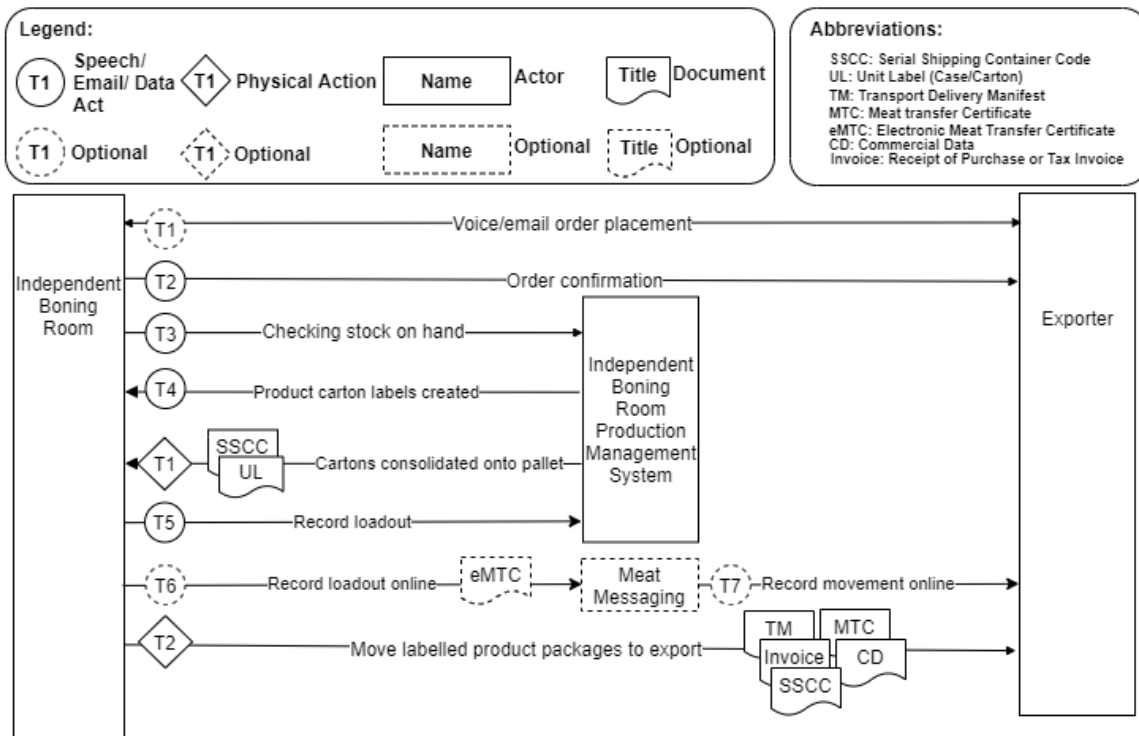 Legend:
T1
Speech/
Email/ Data
Act
T1
Physical Action
Name
Actor
Title
Document
T1
Optional
T1
Optional
Name
Optional
Title
Optional
Abbreviations:
SSCC: Serial Shipping Container Code
UL: Unit Label (Case/Carton)
TM: Transport Delivery Manifest
MTC: Meat transfer Certificate
eMTC: Electronic Meat Transfer Certificate
CD: Commercial Data
Invoice: Receipt of Purchase or Tax Invoice
Independent
Boning
Room
Exporter
T1
Voice/email order placement
T2
Order confirmation
T3
Checking stock on hand
Independent
Boning
Room
Production
Management
System
T4
Product carton labels created
T1
SSCC
UL
Cartons consolidated onto pallet
T5
Record loadout
T6
Record loadout online
eMTC
Meat
Messaging
T7
Record movement online
T2
Move labelled product packages to export
TM
MTC
Invoice
CD
SSCC